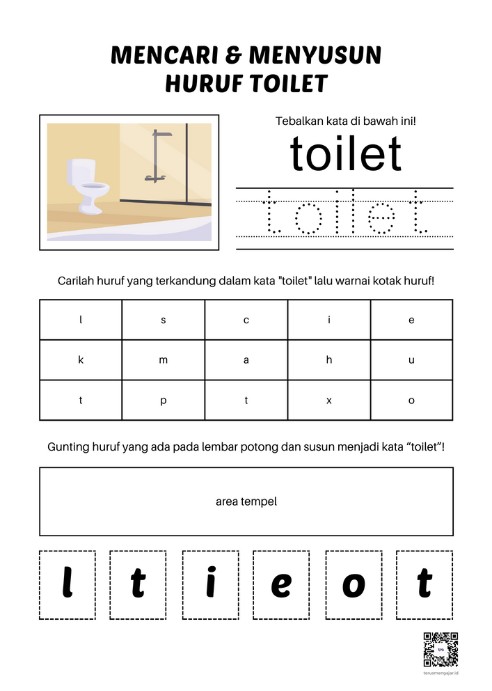 MENCARI & MENYUSUN
HURUF TOILET
Tebalkan kata di bawah ini!
toilet
toilet
Carilah huruf yang terkandung dalam kata "toilet" lalu warnai kotak huruf!
l s c i e
k m a h u
t p t x o
Gunting huruf yang ada pada lembar potong dan susun menjadi kata “toilet”!
area tempel
l t i e o t